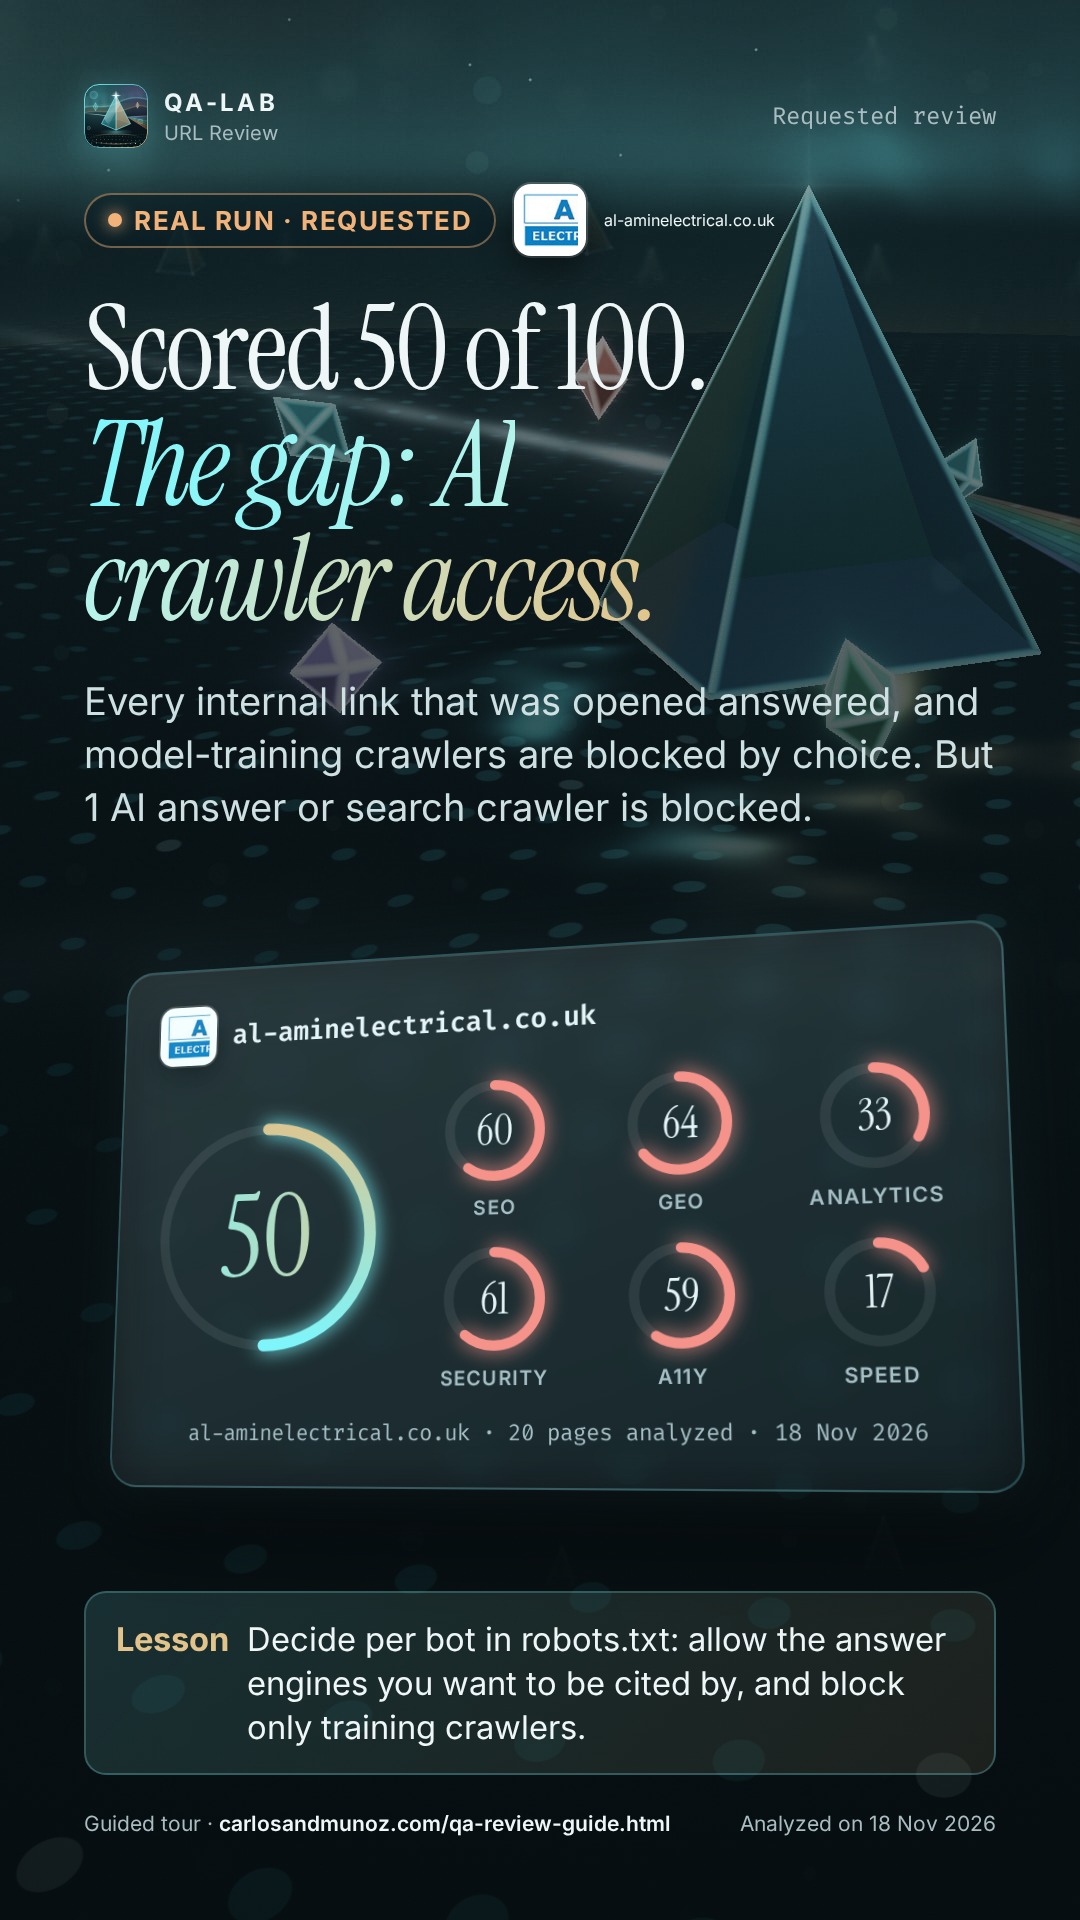 QA-LAB
URL Review
Requested review
REAL RUN · REQUESTED
A
ELECTR
al-aminelectrical.co.uk
Scored 50 of 100.
The gap: AI
crawler access.
Every internal link that was opened answered, and
model-training crawlers are blocked by choice. But
1 AI answer or search crawler is blocked.
A
ELECTR
al-aminelectrical.co.uk
50
60
SEO
64
GEO
33
ANALYTICS
61
SECURITY
59
A11Y
17
SPEED
al-aminelectrical.co.uk · 20 pages analyzed · 18 Nov 2026
Lesson Decide per bot in robots.txt: allow the answer
engines you want to be cited by, and block
only training crawlers.
Guided tour · carlosandmunoz.com/qa-review-guide.html
Analyzed on 18 Nov 2026